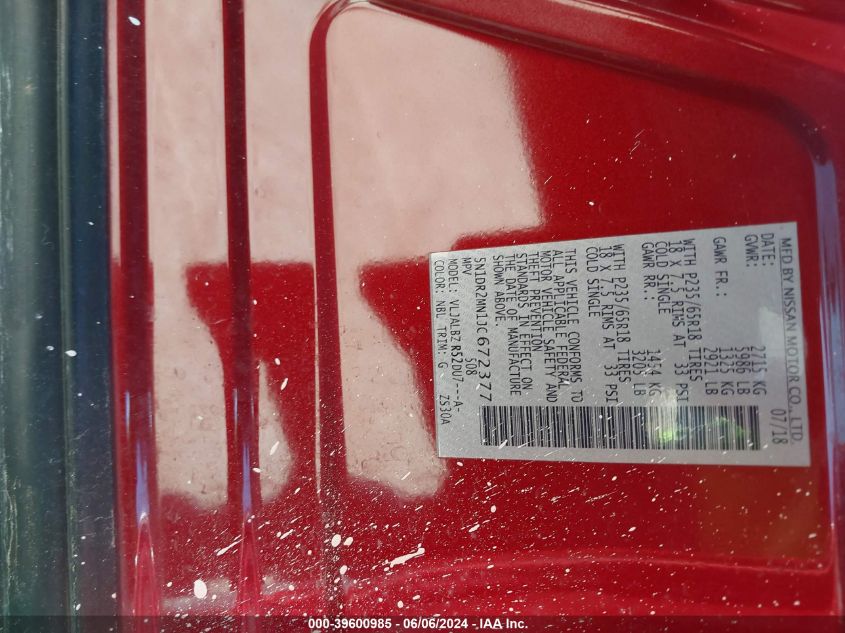 MFD BY NISSAN MOTOR CO., LTD.
DATE: 07/18
GVWR: 2715 KG
5986 LB
GAWR FR.: 1325 KG
2921 LB
WITH P235/65R18 TIRES
18 X 7.5 RIMS AT 33 PSI
COLD SINGLE
GAWR RR.: 1454 KG
3205 LB
WITH P235/65R18 TIRES
18 X 7.5 RIMS AT 33 PSI
COLD SINGLE
THIS VEHICLE CONFORMS TO
ALL APPLICABLE FEDERAL
MOTOR VEHICLE SAFETY AND
THEFT PREVENTION
STANDARDS IN EFFECT ON
THE DATE OF MANUFACTURE
SHOWN ABOVE.
5N1DR2MN1JC672377
MPV 508
MODEL: VLJALBZ R52DU7---A-
COLOR: NBL TRIM: G ZS30A
000-39600985 - 06/06/2024 - IAA Inc.